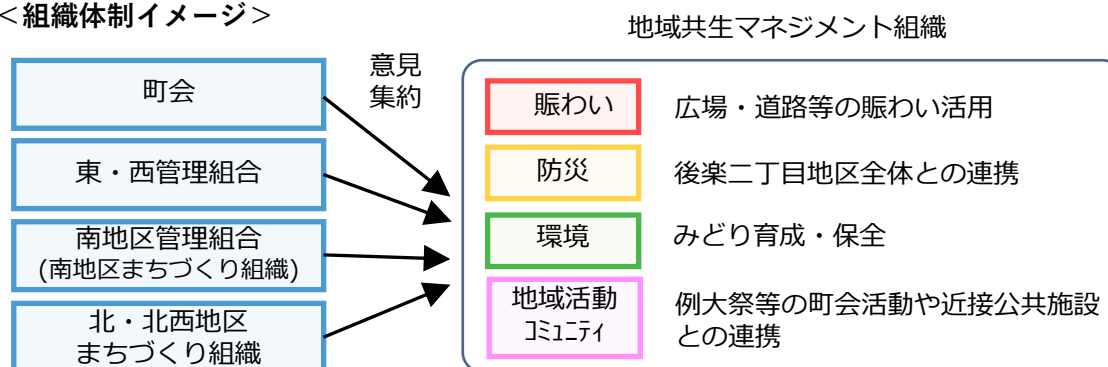 ＜組織体制イメージ＞
地域共生マネジメント組織
意見
集約
町会
東・西管理組合
南地区管理組合
(南地区まちづくり組織)
北・北西地区
まちづくり組織
賑わい
広場・道路等の賑わい活用
防災
後楽二丁目地区全体との連携
環境
みどり育成・保全
地域活動
ｺﾐｭﾆﾃｨ
例大祭等の町会活動や近接公共施設
との連携